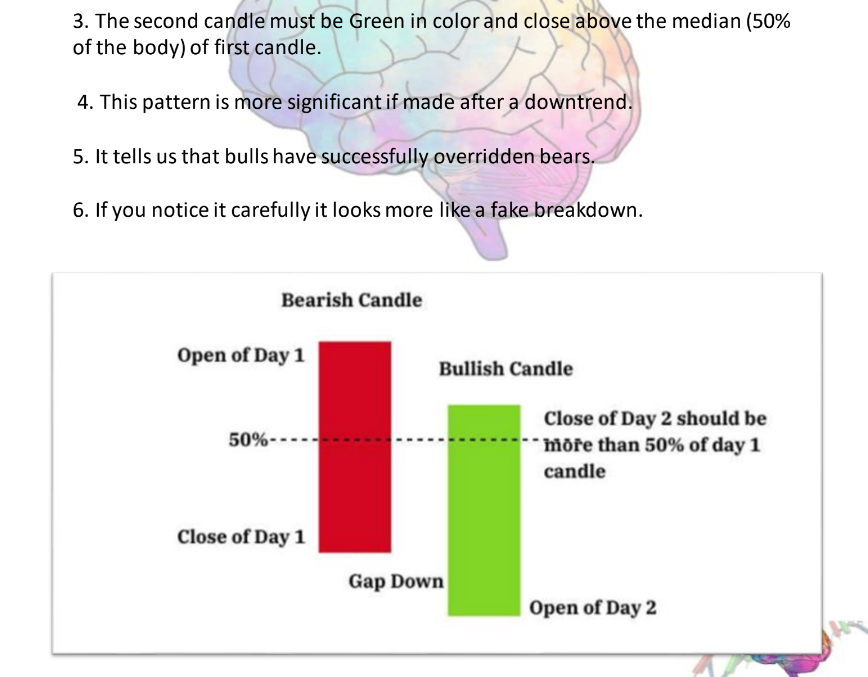 3. The second candle must be Green in color and close above the median (50%
of the body) of first candle.
4. This pattern is more significant if made after a downtrend.
5. It tells us that bulls have successfully overridden bears.
6. If you notice it carefully it looks more like a fake breakdown.
Bearish Candle
Open of Day 1
Bullish Candle
Close of Day 2 should be
50%
more than 50% of day 1
candle
Close of Day 1
Gap Down
Open of Day 2